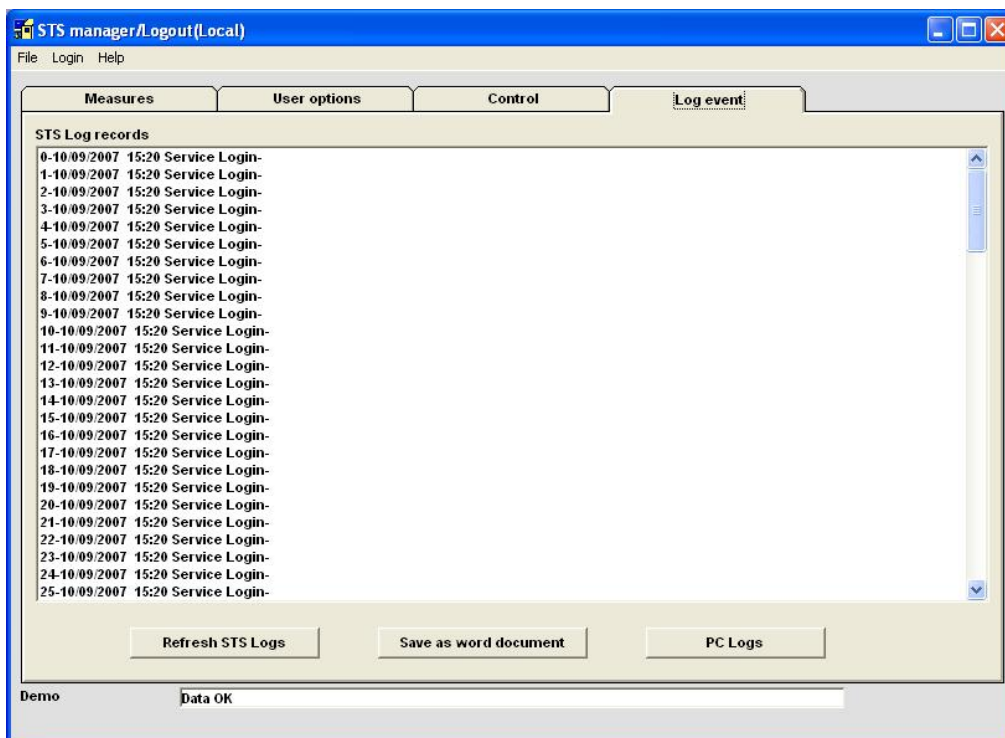 STS manager/Logout(Local)
File Login Help
Measures User options Control Log event
STS Log records
0-10/09/2007 15:20 Service Login-
1-10/09/2007 15:20 Service Login-
2-10/09/2007 15:20 Service Login-
3-10/09/2007 15:20 Service Login-
4-10/09/2007 15:20 Service Login-
5-10/09/2007 15:20 Service Login-
6-10/09/2007 15:20 Service Login-
7-10/09/2007 15:20 Service Login-
8-10/09/2007 15:20 Service Login-
9-10/09/2007 15:20 Service Login-
10-10/09/2007 15:20 Service Login-
11-10/09/2007 15:20 Service Login-
12-10/09/2007 15:20 Service Login-
13-10/09/2007 15:20 Service Login-
14-10/09/2007 15:20 Service Login-
15-10/09/2007 15:20 Service Login-
16-10/09/2007 15:20 Service Login-
17-10/09/2007 15:20 Service Login-
18-10/09/2007 15:20 Service Login-
19-10/09/2007 15:20 Service Login-
20-10/09/2007 15:20 Service Login-
21-10/09/2007 15:20 Service Login-
22-10/09/2007 15:20 Service Login-
23-10/09/2007 15:20 Service Login-
24-10/09/2007 15:20 Service Login-
25-10/09/2007 15:20 Service Login-
Refresh STS Logs Save as word document PC Logs
Demo Data OK